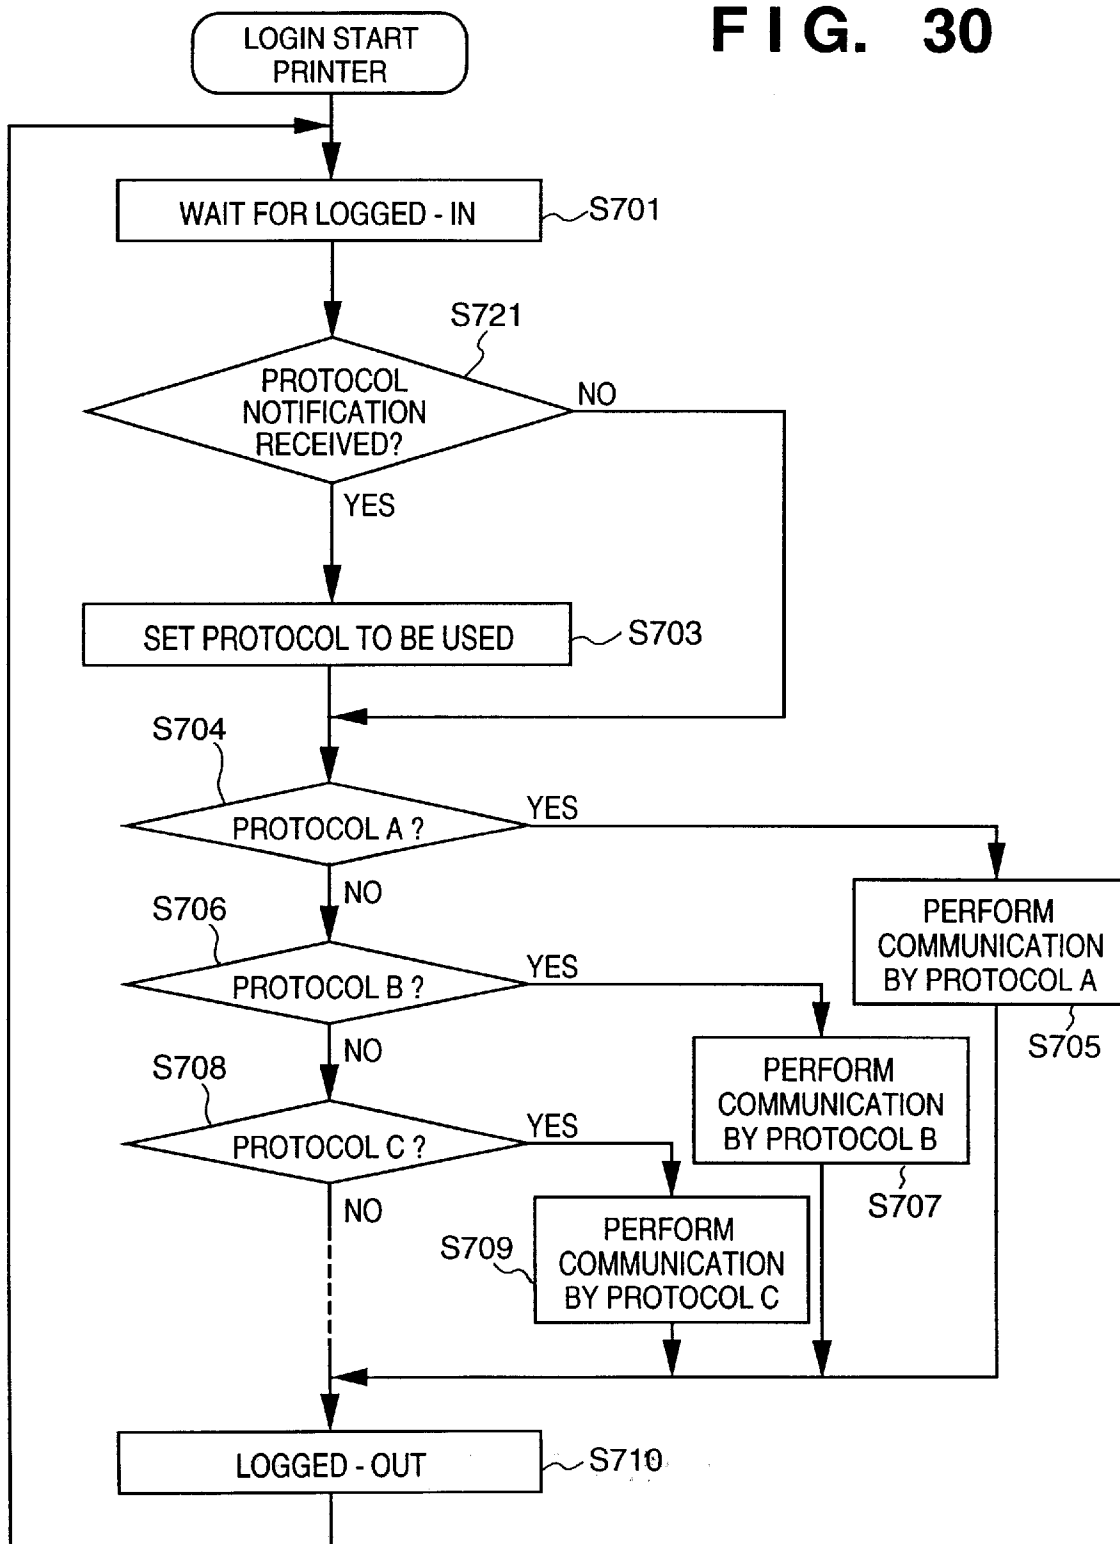 FIG. 30
LOGIN START
PRINTER
WAIT FOR LOGGED - IN
S701
S721
PROTOCOL
NOTIFICATION
RECEIVED?
NO
YES
SET PROTOCOL TO BE USED
S703
S704
PROTOCOL A ?
YES
NO
PERFORM
COMMUNICATION
BY PROTOCOL A
S705
S706
PROTOCOL B ?
YES
NO
PERFORM
COMMUNICATION
BY PROTOCOL B
S707
S708
PROTOCOL C ?
YES
NO
PERFORM
COMMUNICATION
BY PROTOCOL C
S709
LOGGED - OUT
S710